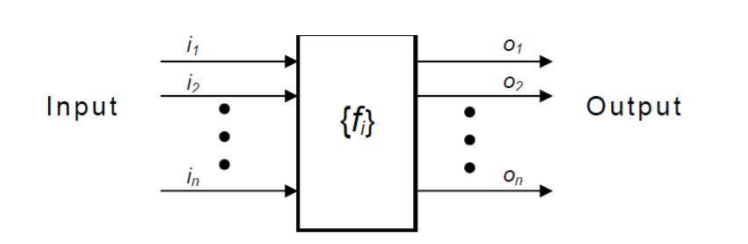 i₁
o₁
i₂
o₂
Input
{fᵢ}
Output
iₙ
oₙ